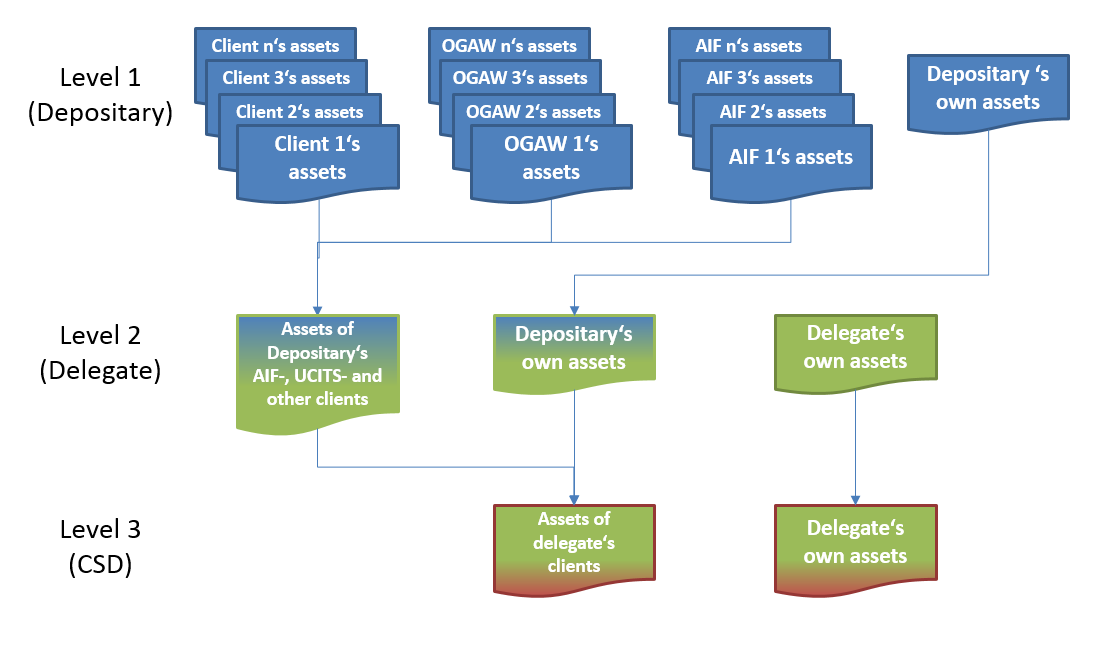 Level 1
(Depositary)
Client n‘s assets
Client 3‘s assets
Client 2‘s assets
Client 1‘s
assets
OGAW n‘s assets
OGAW 3‘s assets
OGAW 2‘s assets
OGAW 1‘s
assets
AIF n‘s assets
AIF 3‘s assets
AIF 2‘s assets
AIF 1‘s assets
Depositary ‘s
own assets
Level 2
(Delegate)
Assets of
Depositary‘s
AIF-, UCITS- and
other clients
Depositary‘s
own assets
Delegate‘s
own assets
Level 3
(CSD)
Assets of
delegate‘s
clients
Delegate‘s
own assets